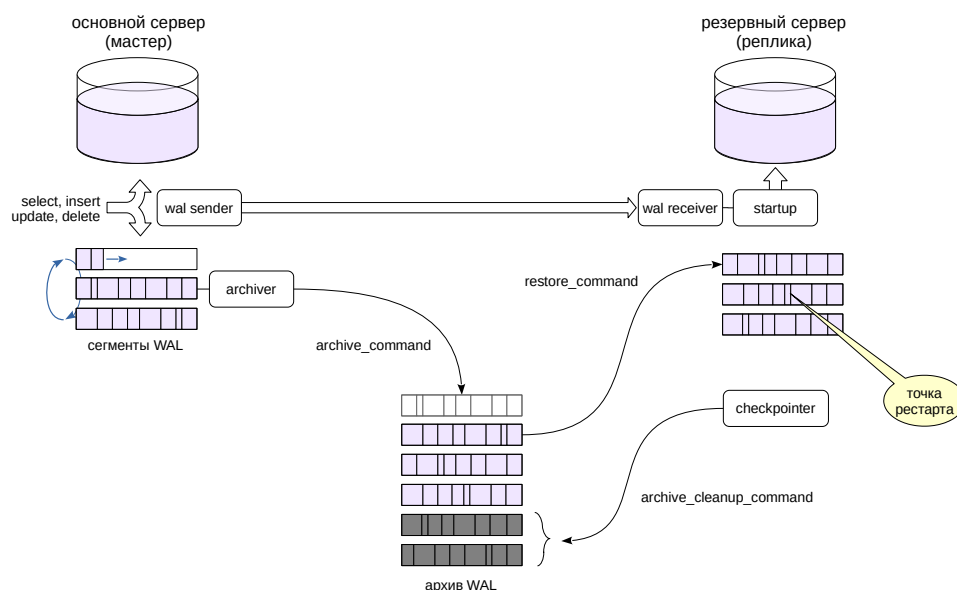 основной сервер
(мастер)
резервный сервер
(реплика)
select, insert
update, delete
wal sender
wal receiver
startup
archiver
restore_command
сегменты WAL
archive_command
точка
рестарта
checkpointer
archive_cleanup_command
архив WAL